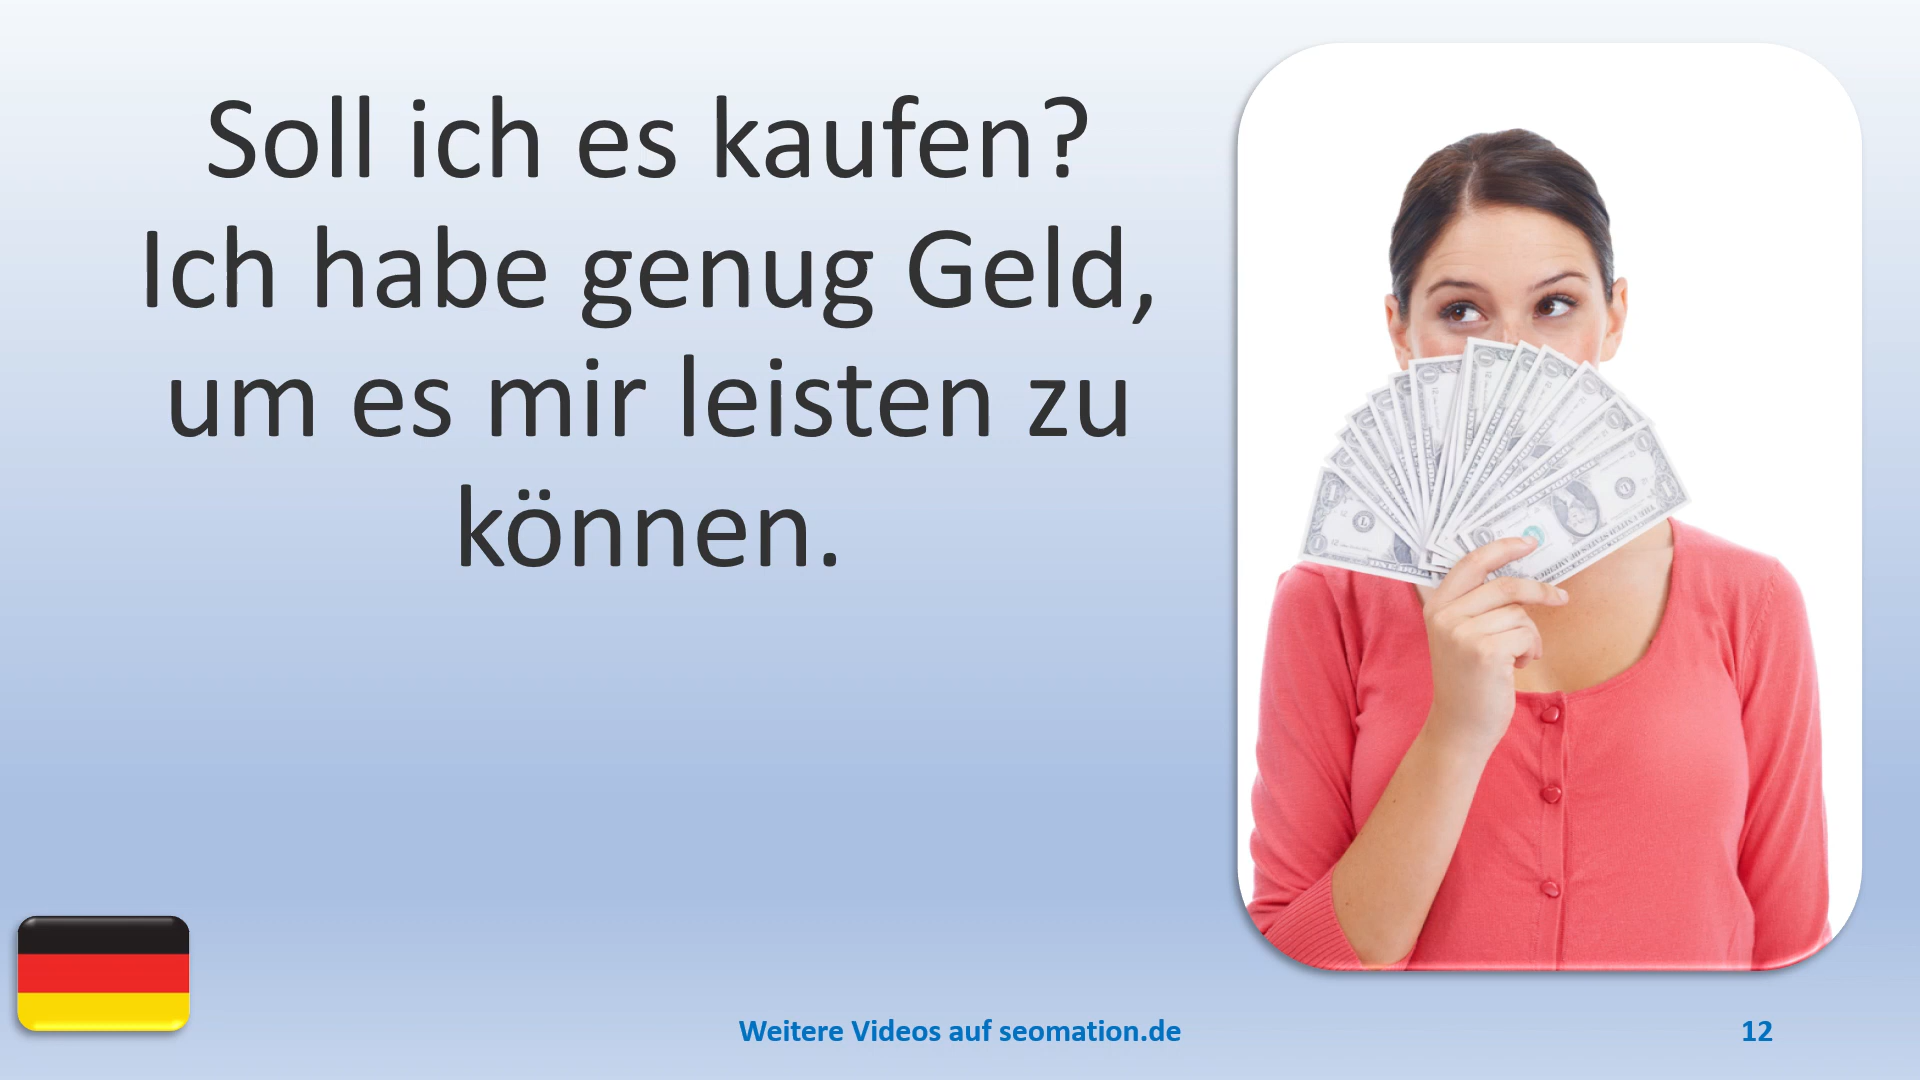 Soll ich es kaufen?
Ich habe genug Geld,
um es mir leisten zu
können.
Weitere Videos auf seomation.de
12